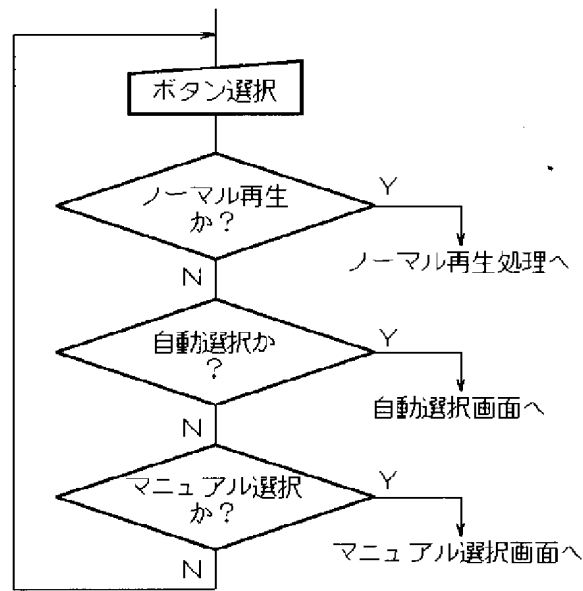 ボタン選択
ノーマル再生
か？
Y
ノーマル再生処理へ
N
自動選択か
？
Y
自動選択画面へ
N
マニュアル選択
か？
Y
マニュアル選択画面へ
N